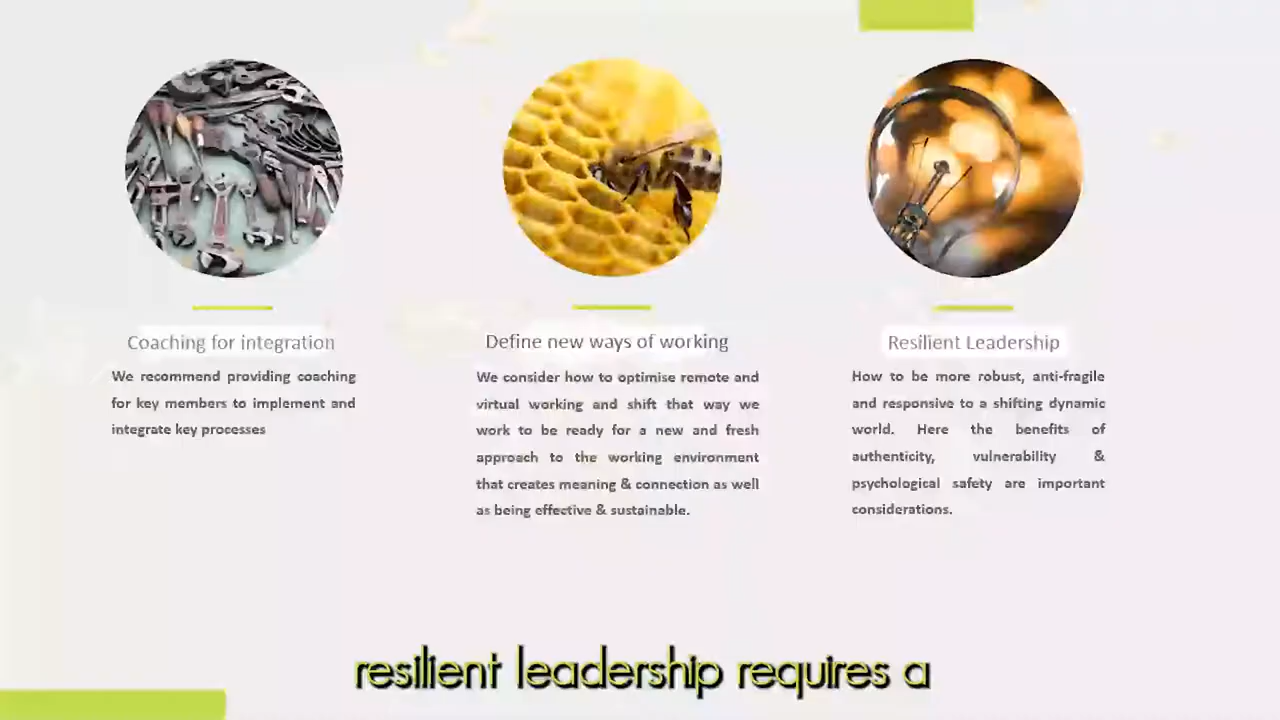 Coaching for integration
We recommend providing coaching
for key members to implement and
integrate key processes
Define new ways of working
We consider how to optimise remote and
virtual working and shift that way we
work to be ready for a new and fresh
approach to the working environment
that creates meaning & connection as well
as being effective & sustainable.
Resilient Leadership
How to be more robust, anti-fragile
and responsive to a shifting dynamic
world. Here the benefits of
authenticity, vulnerability &
psychological safety are important
considerations.
resilient leadership requires a